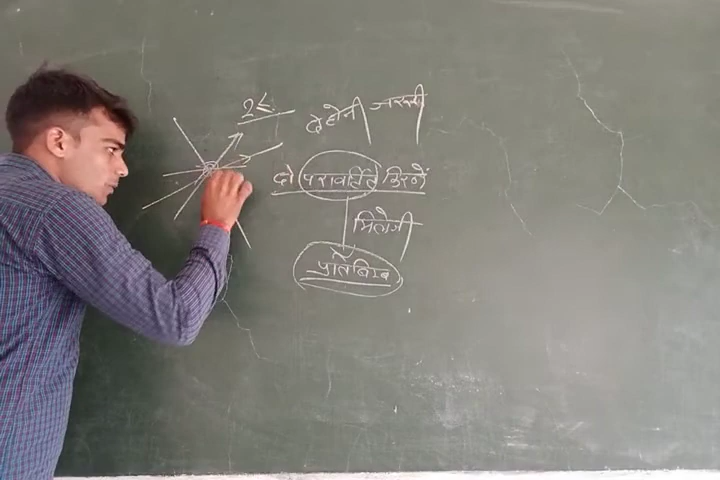 2≤ दो होनी जरूरी
दो परावर्तित किरणें
मिलेगी
प्रतिबिम्ब